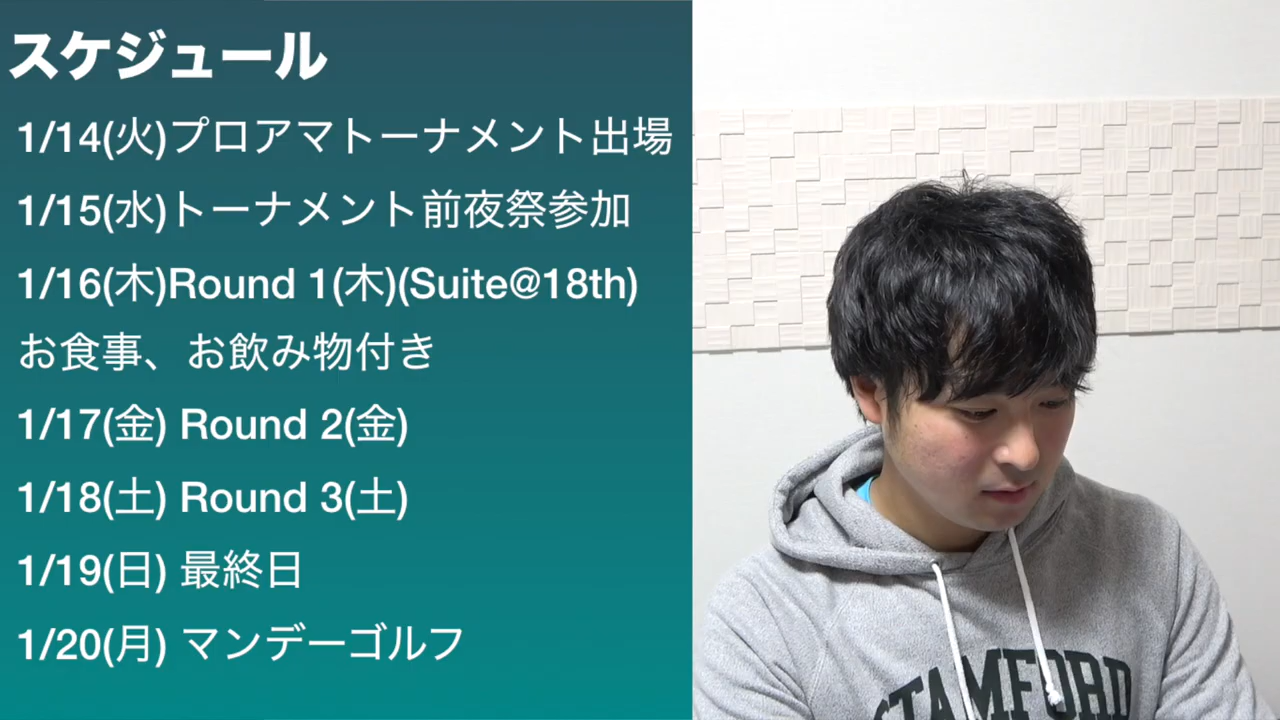 スケジュール
1/14(火)プロアマトーナメント出場
1/15(水)トーナメント前夜祭参加
1/16(木)Round 1(木)(Suite@18th)
お食事、お飲み物付き
1/17(金) Round 2(金)
1/18(土) Round 3(土)
1/19(日) 最終日
1/20(月) マンデーゴルフ
STAMFORD